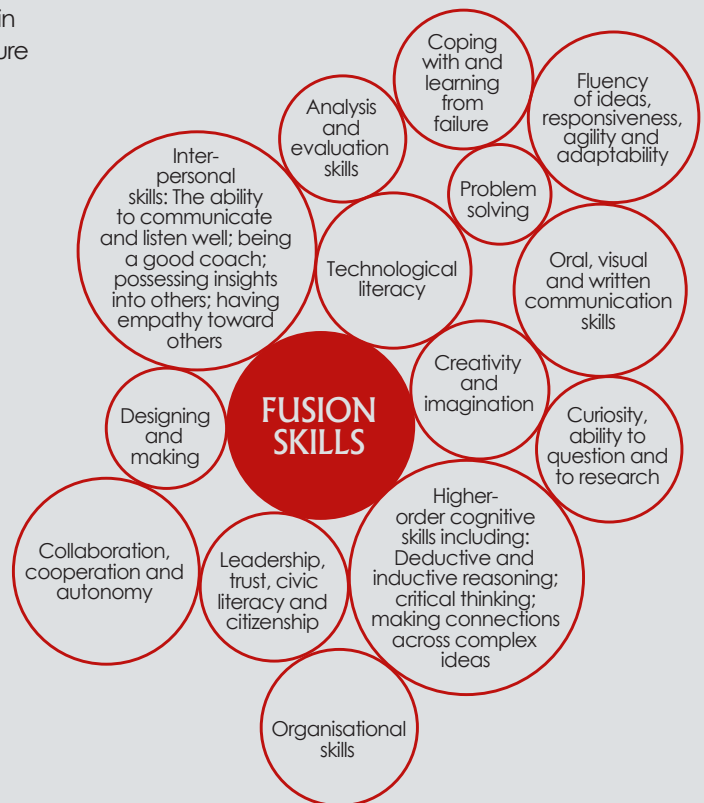 in
ure
Coping
with and
learning
from
failure
Fluency
of ideas,
responsiveness,
agility and
adaptability
Analysis
and
evaluation
skills
Inter-
personal
skills: The ability
to communicate
and listen well; being
a good coach;
possessing insights
into others; having
empathy toward
others
Problem
solving
Technological
literacy
Oral, visual
and written
communication
skills
Creativity
and
imagination
FUSION
SKILLS
Designing
and
making
Curiosity,
ability to
question and
to research
Higher-
order cognitive
skills including:
Deductive and
inductive reasoning;
critical thinking;
making connections
across complex
ideas
Collaboration,
cooperation and
autonomy
Leadership,
trust, civic
literacy and
citizenship
Organisational
skills